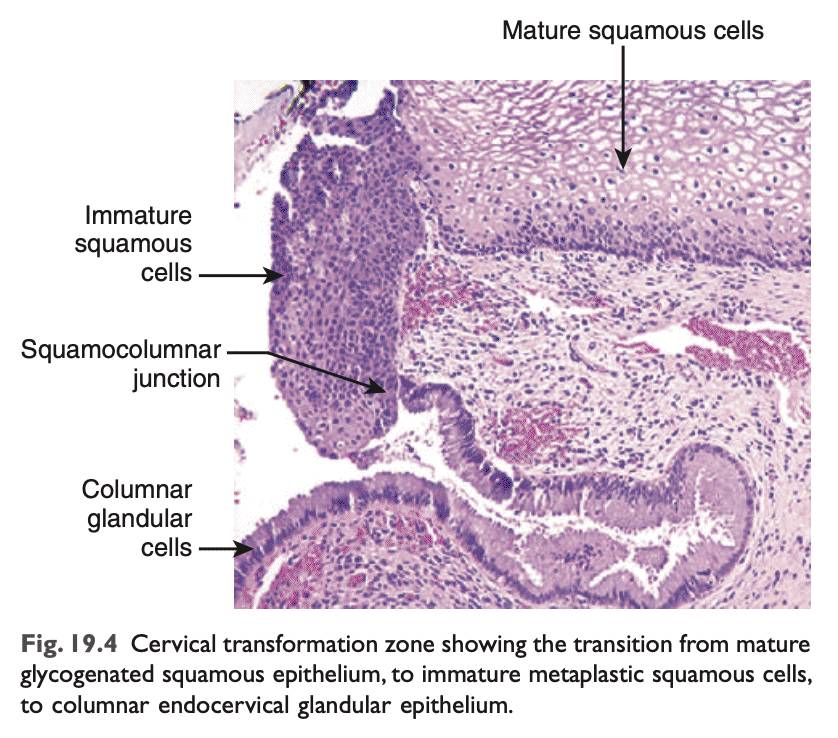 Mature squamous cells
Immature
squamous
cells
Squamocolumnar
junction
Columnar
glandular
cells
Fig. 19.4 Cervical transformation zone showing the transition from mature
glycogenated squamous epithelium, to immature metaplastic squamous cells,
to columnar endocervical glandular epithelium.